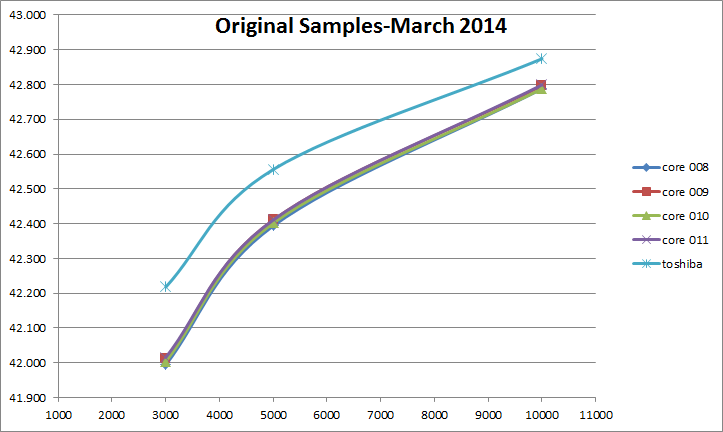 Original Samples-March 2014
43.000
42.900
42.800
42.700
42.600
42.500
42.400
42.300
42.200
42.100
42.000
41.900
1000 2000 3000 4000 5000 6000 7000 8000 9000 10000 11000
core 008
core 009
core 010
core 011
toshiba